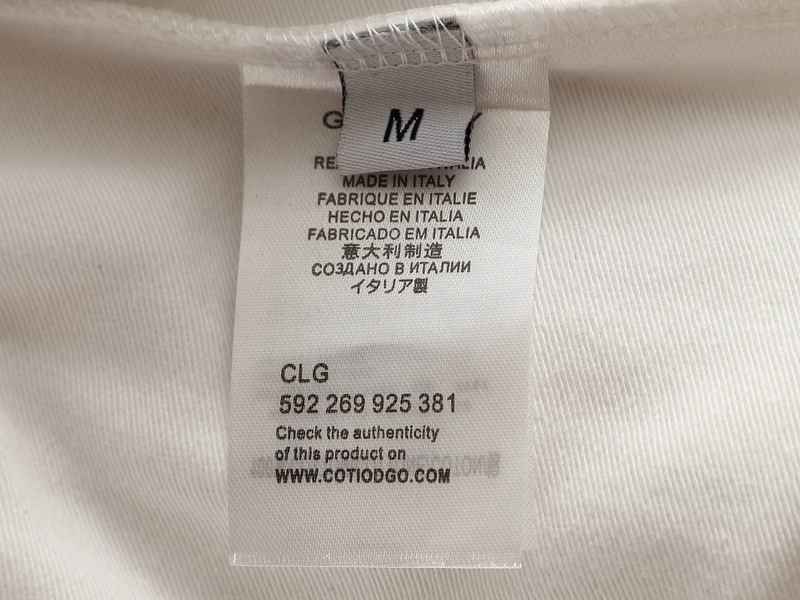 M
MADE IN ITALY
FABRIQUE EN ITALIE
HECHO EN ITALIA
FABRICADO EM ITALIA
意大利制造
СОЗДАНО В ИТАЛИИ
イタリア製
CLG
592 269 925 381
Check the authenticity
of this product on
WWW.COTIODGO.COM